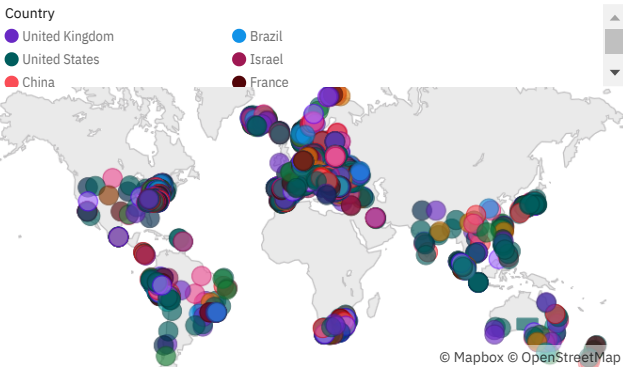 Country
United Kingdom
Brazil
United States
Israel
China
France
© Mapbox © OpenStreetMap